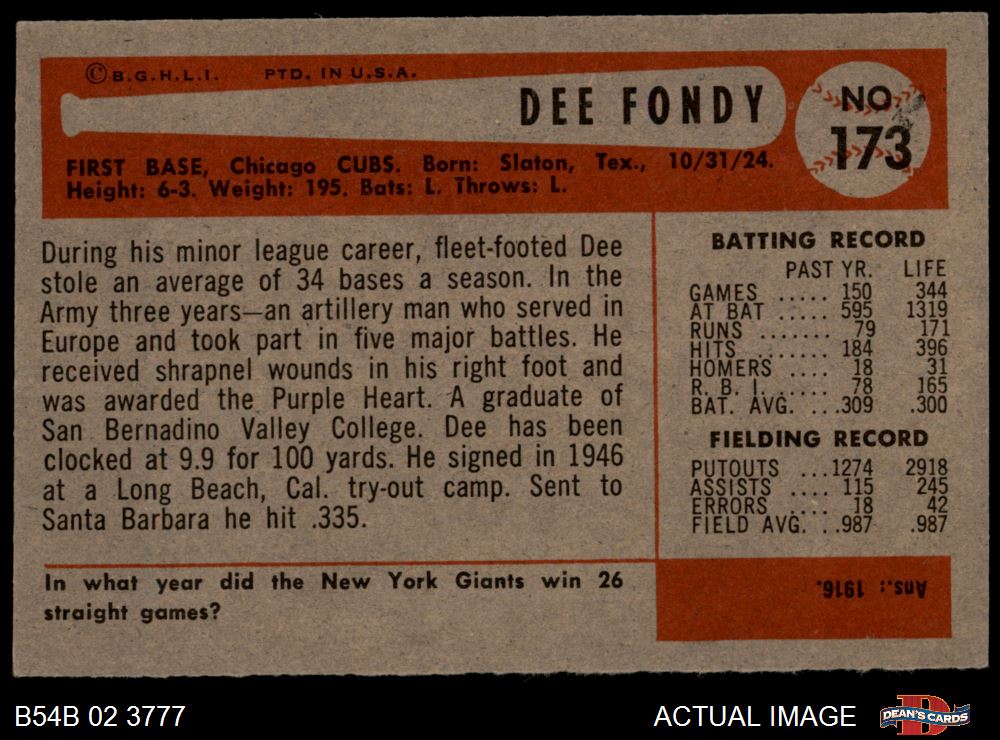 ©B.G.H.L.I. PTD. IN U.S.A.
DEE FONDY
NO.
173
FIRST BASE, Chicago CUBS. Born: Slaton, Tex., 10/31/24.
Height: 6-3. Weight: 195. Bats: L. Throws: L.
During his minor league career, fleet-footed Dee
stole an average of 34 bases a season. In the
Army three years—an artillery man who served in
Europe and took part in five major battles. He
received shrapnel wounds in his right foot and
was awarded the Purple Heart. A graduate of
San Bernadino Valley College. Dee has been
clocked at 9.9 for 100 yards. He signed in 1946
at a Long Beach, Cal. try-out camp. Sent to
Santa Barbara he hit .335.
BATTING RECORD
PAST YR. LIFE
GAMES ..... 150 344
AT BAT ..... 595 1319
RUNS ....... 79 171
HITS ....... 184 396
HOMERS .... 18 31
R. B. I. .... 78 165
BAT. AVG. ...309 .300
FIELDING RECORD
PUTOUTS ...1274 2918
ASSISTS .... 115 245
ERRORS .... 18 42
FIELD AVG. ..987 .987
In what year did the New York Giants win 26
straight games?
Ans.: 1916.
B54B 02 3777
ACTUAL IMAGE
D
DEAN'S CARDS